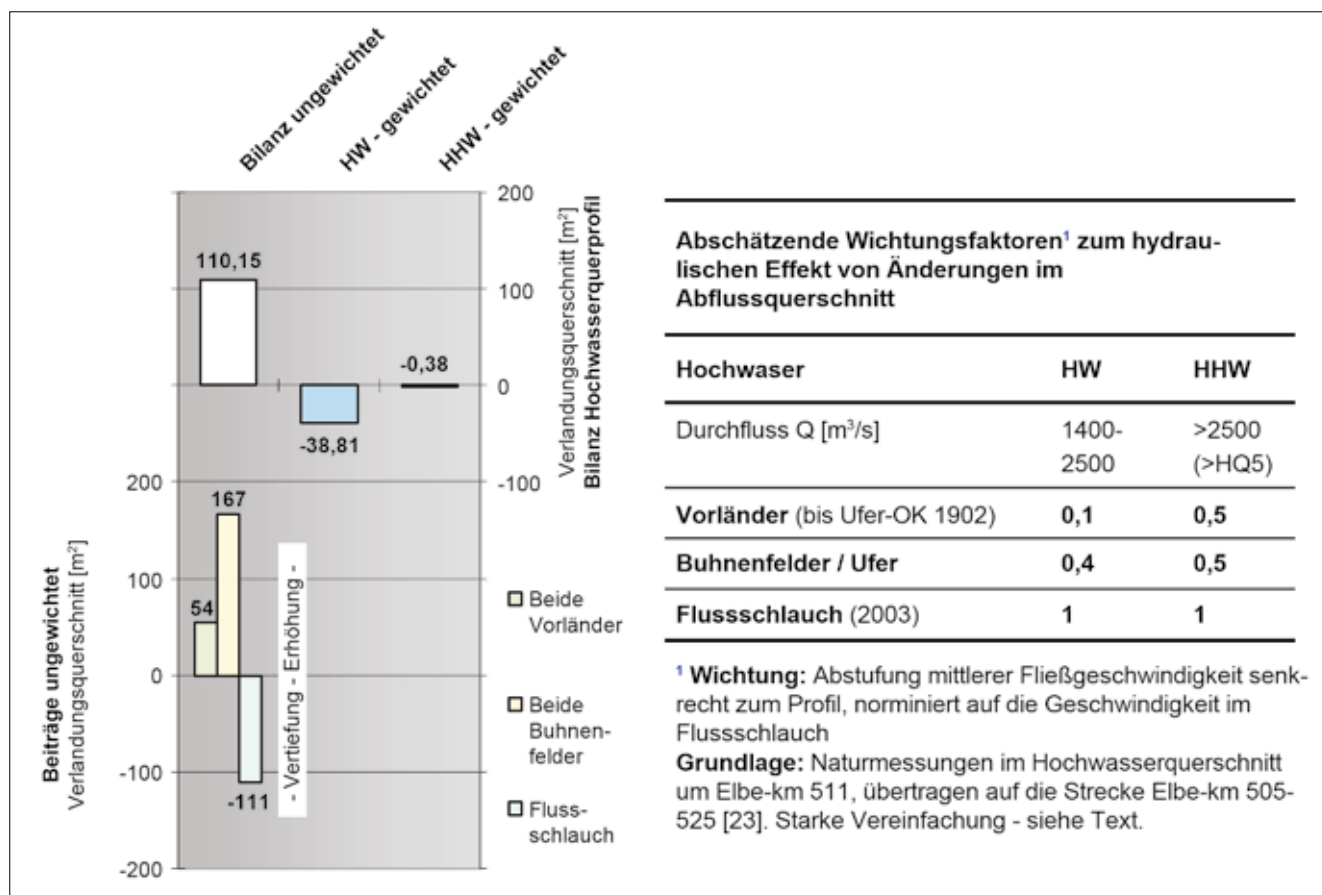 Bilanz ungewichtet
HW - gewichtet
HHW - gewichtet
200
100
0
-100
Verlandungsquerschnitt [m²]
Bilanz Hochwasserquerprofil
110,15
-38,81
-0,38
Beiträge ungewichtet
Verlandungsquerschnitt [m²]
200
100
0
-100
-200
54
167
-111
- Vertiefung - Erhöhung -
Beide
Vorländer
Beide
Buhnen-
felder
Fluss-
schlauch
Abschätzende Wichtungsfaktoren¹ zum hydrau-
lischen Effekt von Änderungen im
Abflussquerschnitt
Hochwaser HW HHW
Durchfluss Q [m³/s] 1400- >2500
2500 (>HQ5)
Vorländer (bis Ufer-OK 1902) 0,1 0,5
Buhnenfelder / Ufer 0,4 0,5
Flussschlauch (2003) 1 1
¹ Wichtung: Abstufung mittlerer Fließgeschwindigkeit senk-
recht zum Profil, norminiert auf die Geschwindigkeit im
Flussschlauch
Grundlage: Naturmessungen im Hochwasserquerschnitt
um Elbe-km 511, übertragen auf die Strecke Elbe-km 505-
525 [23]. Starke Vereinfachung - siehe Text.